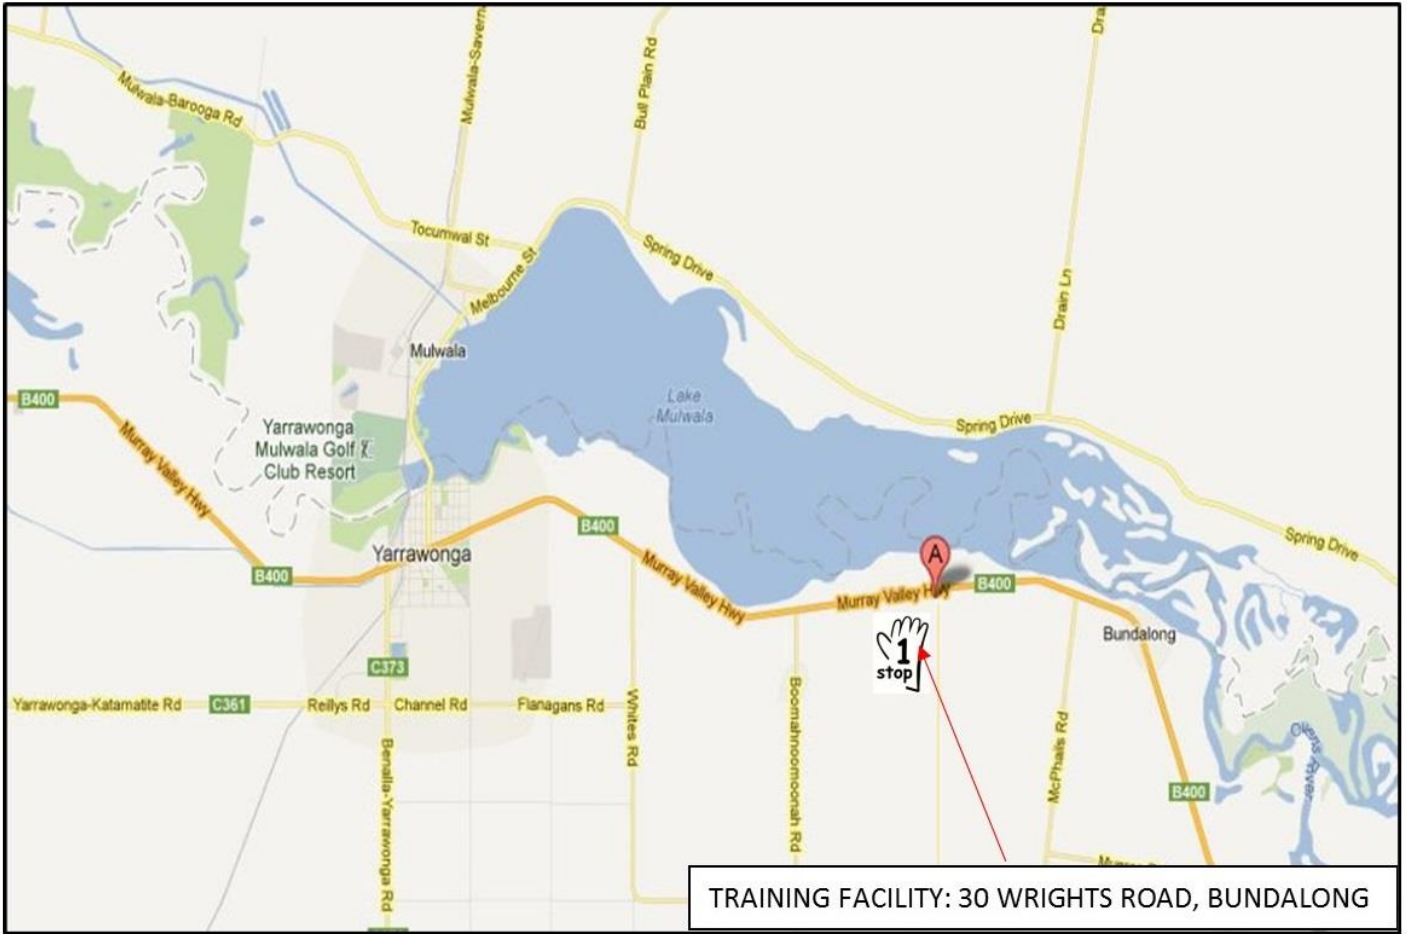 Mulwala-Barooga Rd
Mulwala-Savern
Bull Plain Rd
Dra
Tocumwal St
Melbourne St
Spring Drive
Drain Ln
Mulwala
Lake
Mulwala
B400
Murray Valley Hwy
Yarrawonga
Mulwala Golf
Club Resort
Spring Drive
Spring Drive
B400
Yarrawonga
B400
Murray Valley Hwy
A
Murray Valley Hwy
B400
1
stop
Bundalong
C373
Yarrawonga-Katamatite Rd
C361
Reillys Rd
Channel Rd
Flanagans Rd
Whites Rd
Boomahnoomoonah Rd
McPhails Rd
Benalla-Yarrawonga Rd
Ovens River
B400
TRAINING FACILITY: 30 WRIGHTS ROAD, BUNDALONG